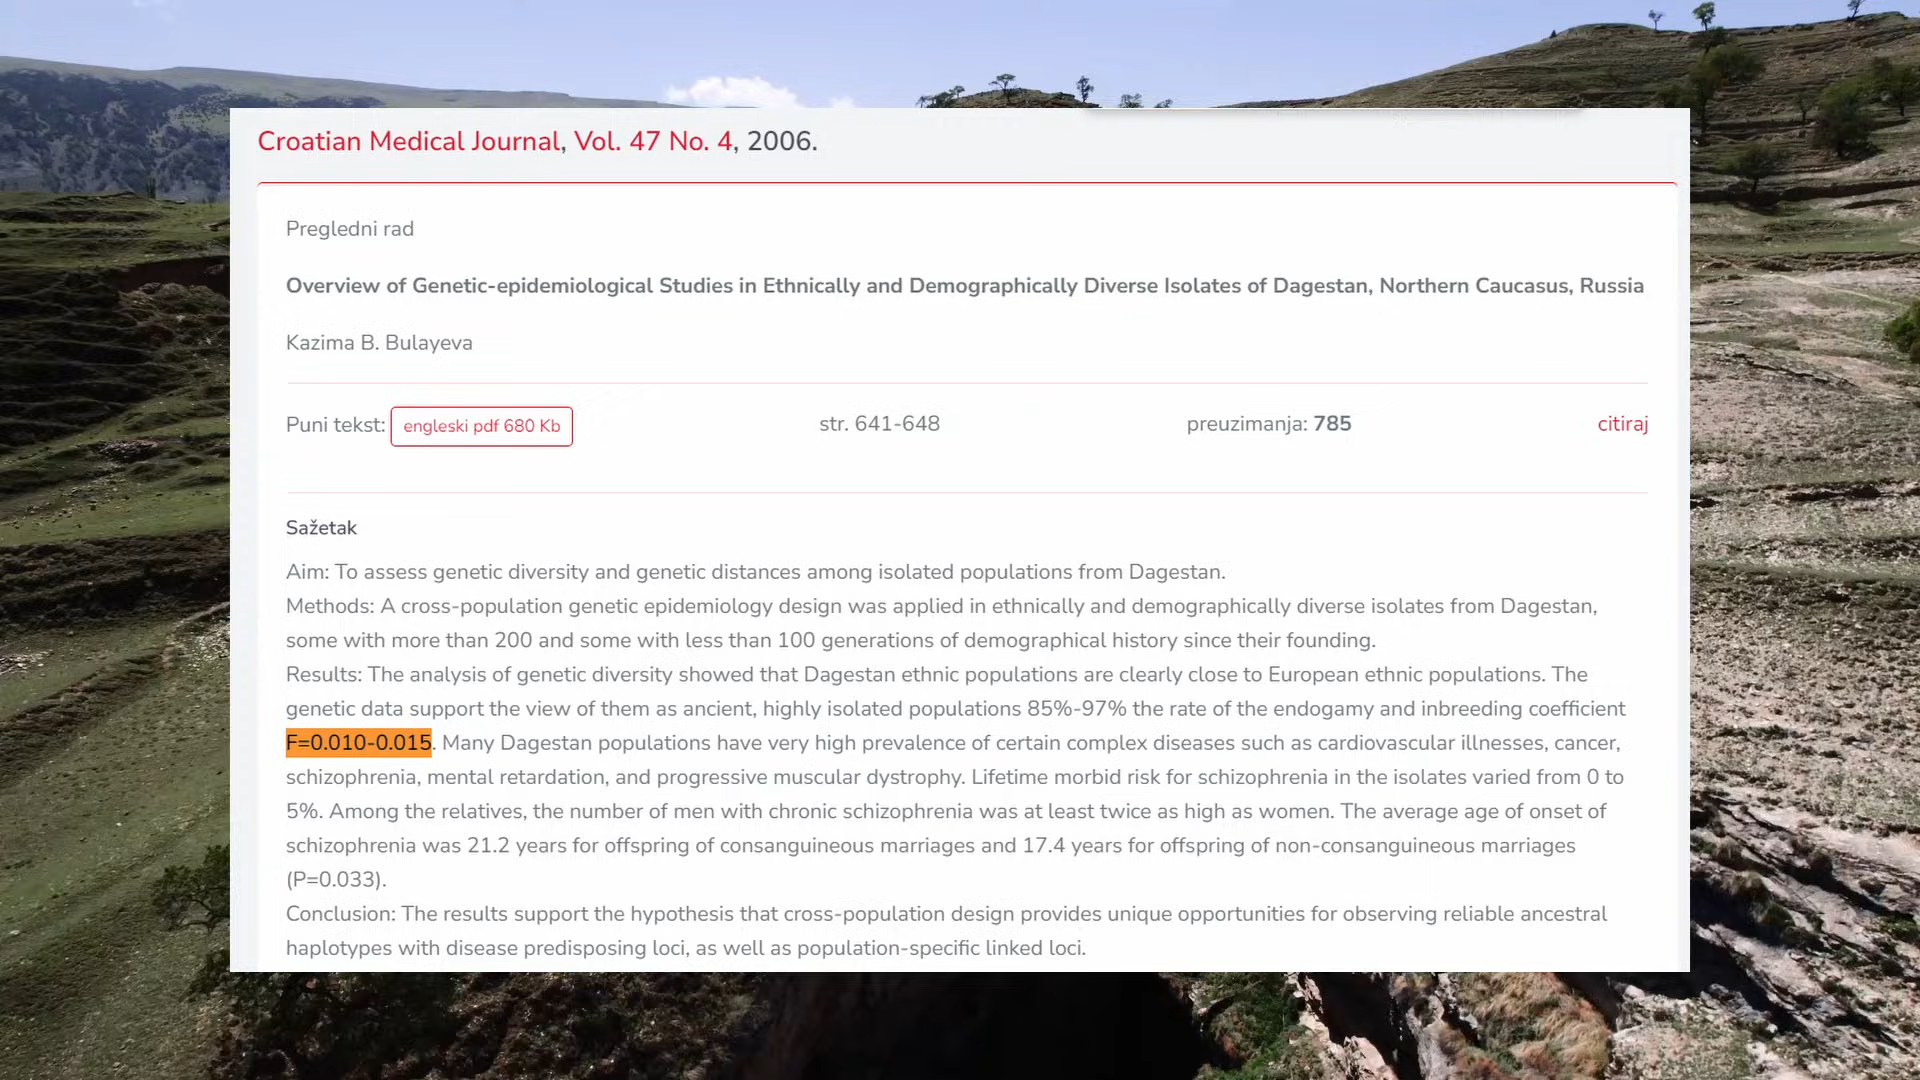 Croatian Medical Journal, Vol. 47 No. 4, 2006.
Pregledni rad
Overview of Genetic-epidemiological Studies in Ethnically and Demographically Diverse Isolates of Dagestan, Northern Caucasus, Russia
Kazima B. Bulayeva
Puni tekst: engleski pdf 680 Kb str. 641-648 preuzimanja: 785 citiraj
Sažetak
Aim: To assess genetic diversity and genetic distances among isolated populations from Dagestan.
Methods: A cross-population genetic epidemiology design was applied in ethnically and demographically diverse isolates from Dagestan,
some with more than 200 and some with less than 100 generations of demographical history since their founding.
Results: The analysis of genetic diversity showed that Dagestan ethnic populations are clearly close to European ethnic populations. The
genetic data support the view of them as ancient, highly isolated populations 85%-97% the rate of the endogamy and inbreeding coefficient
F=0.010-0.015. Many Dagestan populations have very high prevalence of certain complex diseases such as cardiovascular illnesses, cancer,
schizophrenia, mental retardation, and progressive muscular dystrophy. Lifetime morbid risk for schizophrenia in the isolates varied from 0 to
5%. Among the relatives, the number of men with chronic schizophrenia was at least twice as high as women. The average age of onset of
schizophrenia was 21.2 years for offspring of consanguineous marriages and 17.4 years for offspring of non-consanguineous marriages
(P=0.033).
Conclusion: The results support the hypothesis that cross-population design provides unique opportunities for observing reliable ancestral
haplotypes with disease predisposing loci, as well as population-specific linked loci.